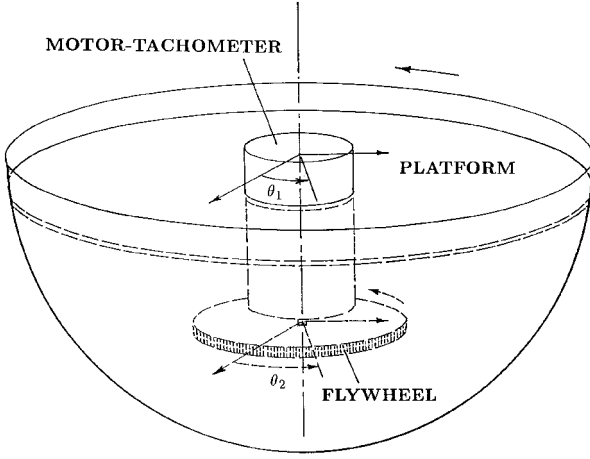 MOTOR-TACHOMETER
PLATFORM
θ1
θ2
FLYWHEEL